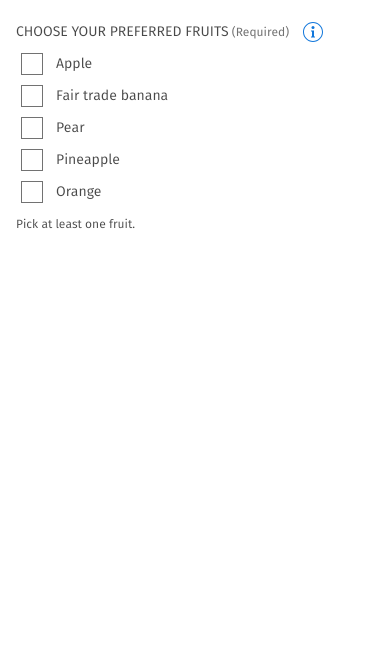 CHOOSE YOUR PREFERRED FRUITS (Required)
Apple
Fair trade banana
Pear
Pineapple
Orange
Pick at least one fruit.